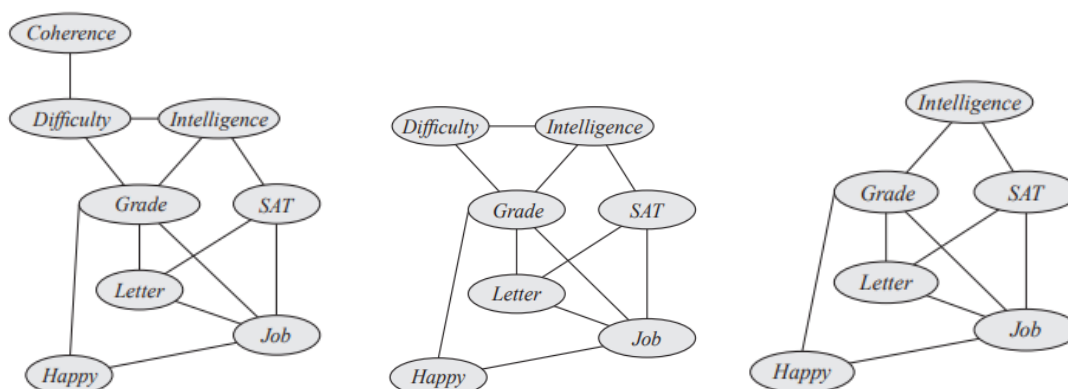 Coherence
Difficulty
Intelligence
Grade
SAT
Letter
Job
Happy
Difficulty
Intelligence
Grade
SAT
Letter
Job
Happy
Intelligence
Grade
SAT
Letter
Job
Happy